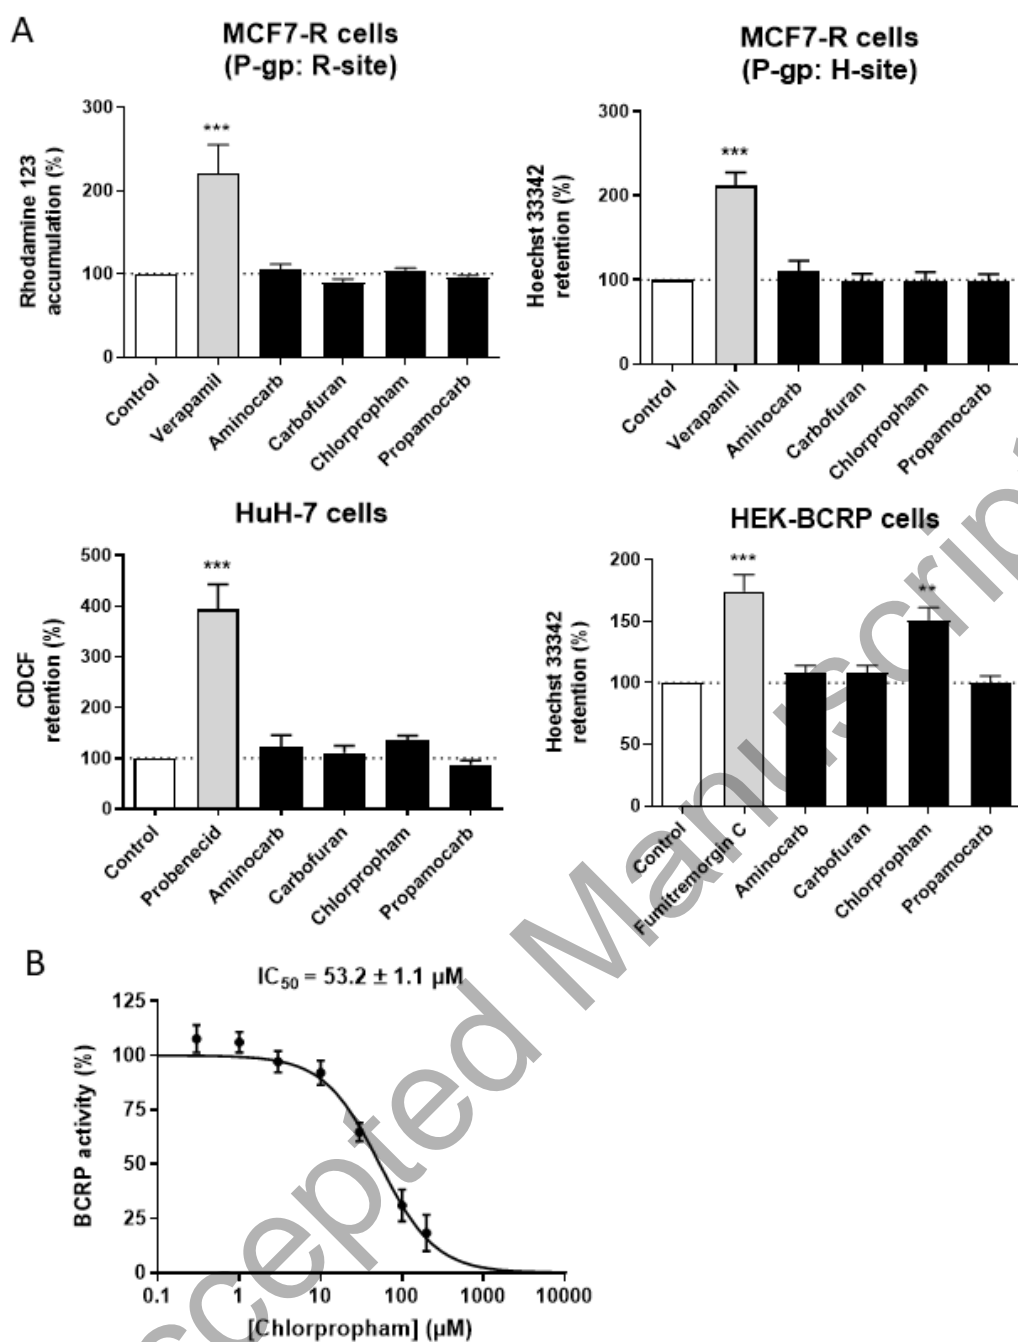 A
MCF7-R cells
(P-gp: R-site)
300
200
100
0
Rhodamine 123
accumulation (%)
***
Control
Verapamil
Aminocarb
Carbofuran
Chlorpropham
Propamocarb
MCF7-R cells
(P-gp: H-site)
300
200
100
0
Hoechst 33342
retention (%)
***
Control
Verapamil
Aminocarb
Carbofuran
Chlorpropham
Propamocarb
HuH-7 cells
500
400
300
200
100
0
CDCF
retention (%)
***
Control
Probenecid
Aminocarb
Carbofuran
Chlorpropham
Propamocarb
HEK-BCRP cells
200
150
100
50
0
Hoechst 33342
retention (%)
***
**
Control
Fumitremorgin C
Aminocarb
Carbofuran
Chlorpropham
Propamocarb
B
IC50 = 53.2 ± 1.1 µM
125
100
75
50
25
0
BCRP activity (%)
0.1 1 10 100 1000 10000
[Chlorpropham] (µM)
cepted Manuscript